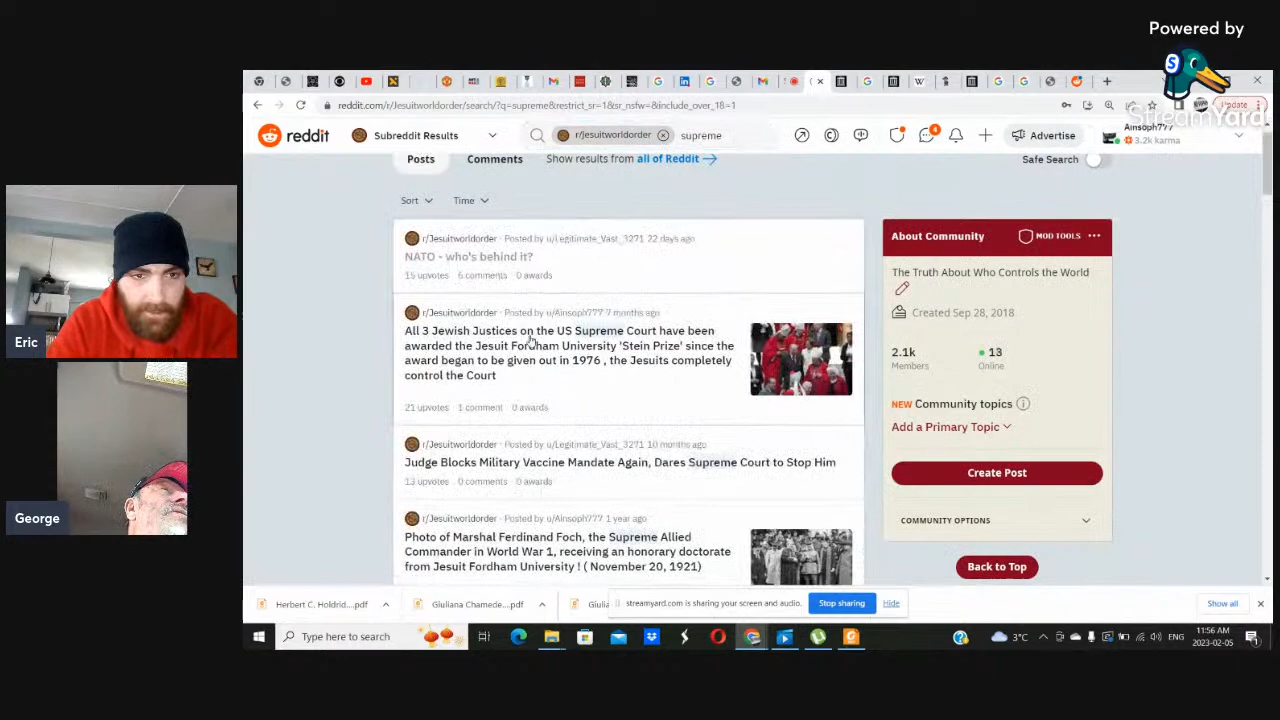 Powered by
StreamYard
reddit.com/r/Jesuitworldorder/search/?q=supreme&restrict_sr=1&sr_nsfw=&include_over_18=1
Update
reddit
Subreddit Results
r/Jesuitworldorder
supreme
4
Advertise
Ainsoph777
3.2k karma
Posts
Comments
Show results from all of Reddit
Safe Search
Sort
Time
r/Jesuitworldorder · Posted by u/Legitimate_Vast_3271 22 days ago
NATO - who's behind it?
15 upvotes 6 comments 0 awards
r/Jesuitworldorder · Posted by u/Ainsoph777 7 months ago
All 3 Jewish Justices on the US Supreme Court have been
awarded the Jesuit Fordham University 'Stein Prize' since the
award began to be given out in 1976 , the Jesuits completely
control the Court
21 upvotes 1 comment 0 awards
r/Jesuitworldorder · Posted by u/Legitimate_Vast_3271 10 months ago
Judge Blocks Military Vaccine Mandate Again, Dares Supreme Court to Stop Him
13 upvotes 0 comments 0 awards
r/Jesuitworldorder · Posted by u/Ainsoph777 1 year ago
Photo of Marshal Ferdinand Foch, the Supreme Allied
Commander in World War 1, receiving an honorary doctorate
from Jesuit Fordham University ! ( November 20, 1921)
About Community
MOD TOOLS
The Truth About Who Controls the World
Created Sep 28, 2018
2.1k
13
Members
Online
NEW Community topics
Add a Primary Topic
Create Post
COMMUNITY OPTIONS
Back to Top
Eric
George
Herbert C. Holdrid....pdf
Giuliana Chamede....pdf
Giulia
streamyard.com is sharing your screen and audio.
Stop sharing
Hide
Show all
Type here to search
3°C
ENG
11:56 AM
2023-02-05